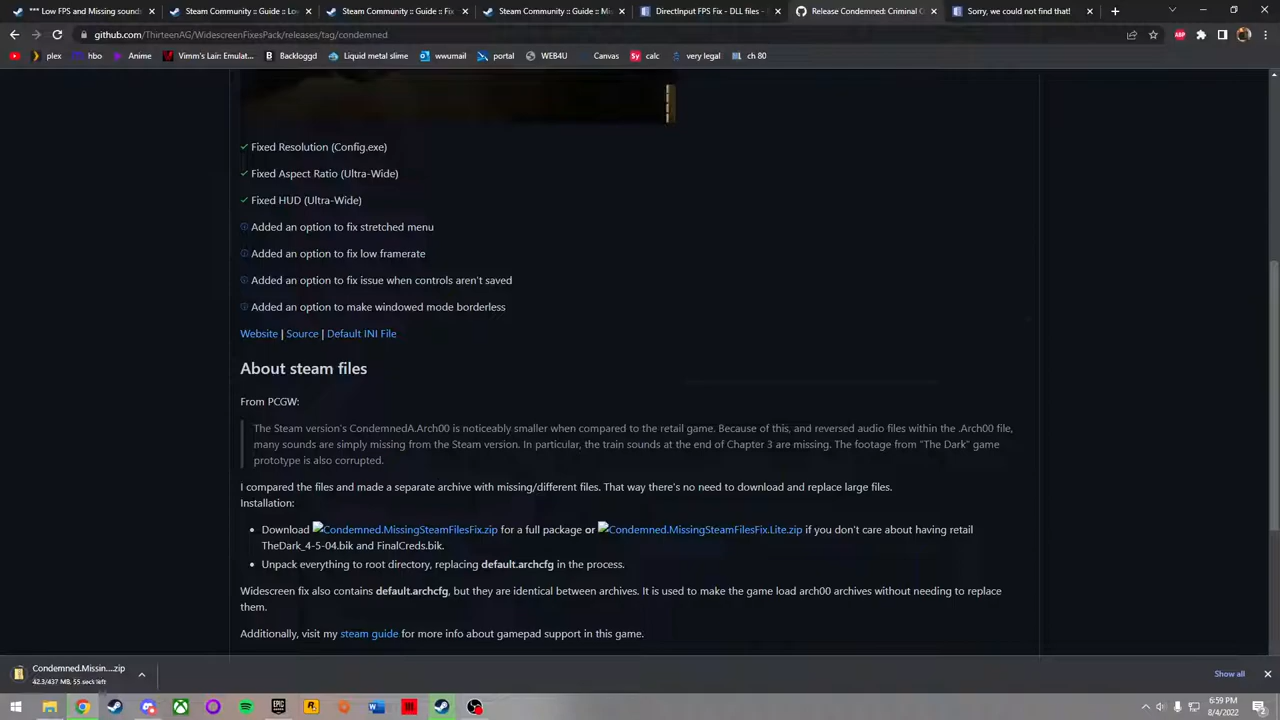 *** Low FPS and Missing sound
Steam Community :: Guide :: Lo
Steam Community :: Guide :: Fix
Steam Community :: Guide :: Mi
DirectInput FPS Fix - DLL files -
Release Condemned: Criminal C
Sorry, we could not find that!
github.com/ThirteenAG/WidescreenFixesPack/releases/tag/condemned
plex
hbo
Anime
Vimm's Lair: Emulat...
Backloggd
Liquid metal slime
wwumail
portal
WEB4U
Canvas
calc
very legal
ch 80
Fixed Resolution (Config.exe)
Fixed Aspect Ratio (Ultra-Wide)
Fixed HUD (Ultra-Wide)
Added an option to fix stretched menu
Added an option to fix low framerate
Added an option to fix issue when controls aren't saved
Added an option to make windowed mode borderless
Website | Source | Default INI File
About steam files
From PCGW:
The Steam version's CondemnedA.Arch00 is noticeably smaller when compared to the retail game. Because of this, and reversed audio files within the .Arch00 file,
many sounds are simply missing from the Steam version. In particular, the train sounds at the end of Chapter 3 are missing. The footage from "The Dark" game
prototype is also corrupted.
I compared the files and made a separate archive with missing/different files. That way there's no need to download and replace large files.
Installation:
• Download Condemned.MissingSteamFilesFix.zip for a full package or Condemned.MissingSteamFilesFix.Lite.zip if you don't care about having retail
TheDark_4-5-04.bik and FinalCreds.bik.
• Unpack everything to root directory, replacing default.archcfg in the process.
Widescreen fix also contains default.archcfg, but they are identical between archives. It is used to make the game load arch00 archives without needing to replace
them.
Additionally, visit my steam guide for more info about gamepad support in this game.
Condemned.Missin....zip
42.3/437 MB, 55 secs left
Show all
6:59 PM
8/4/2022